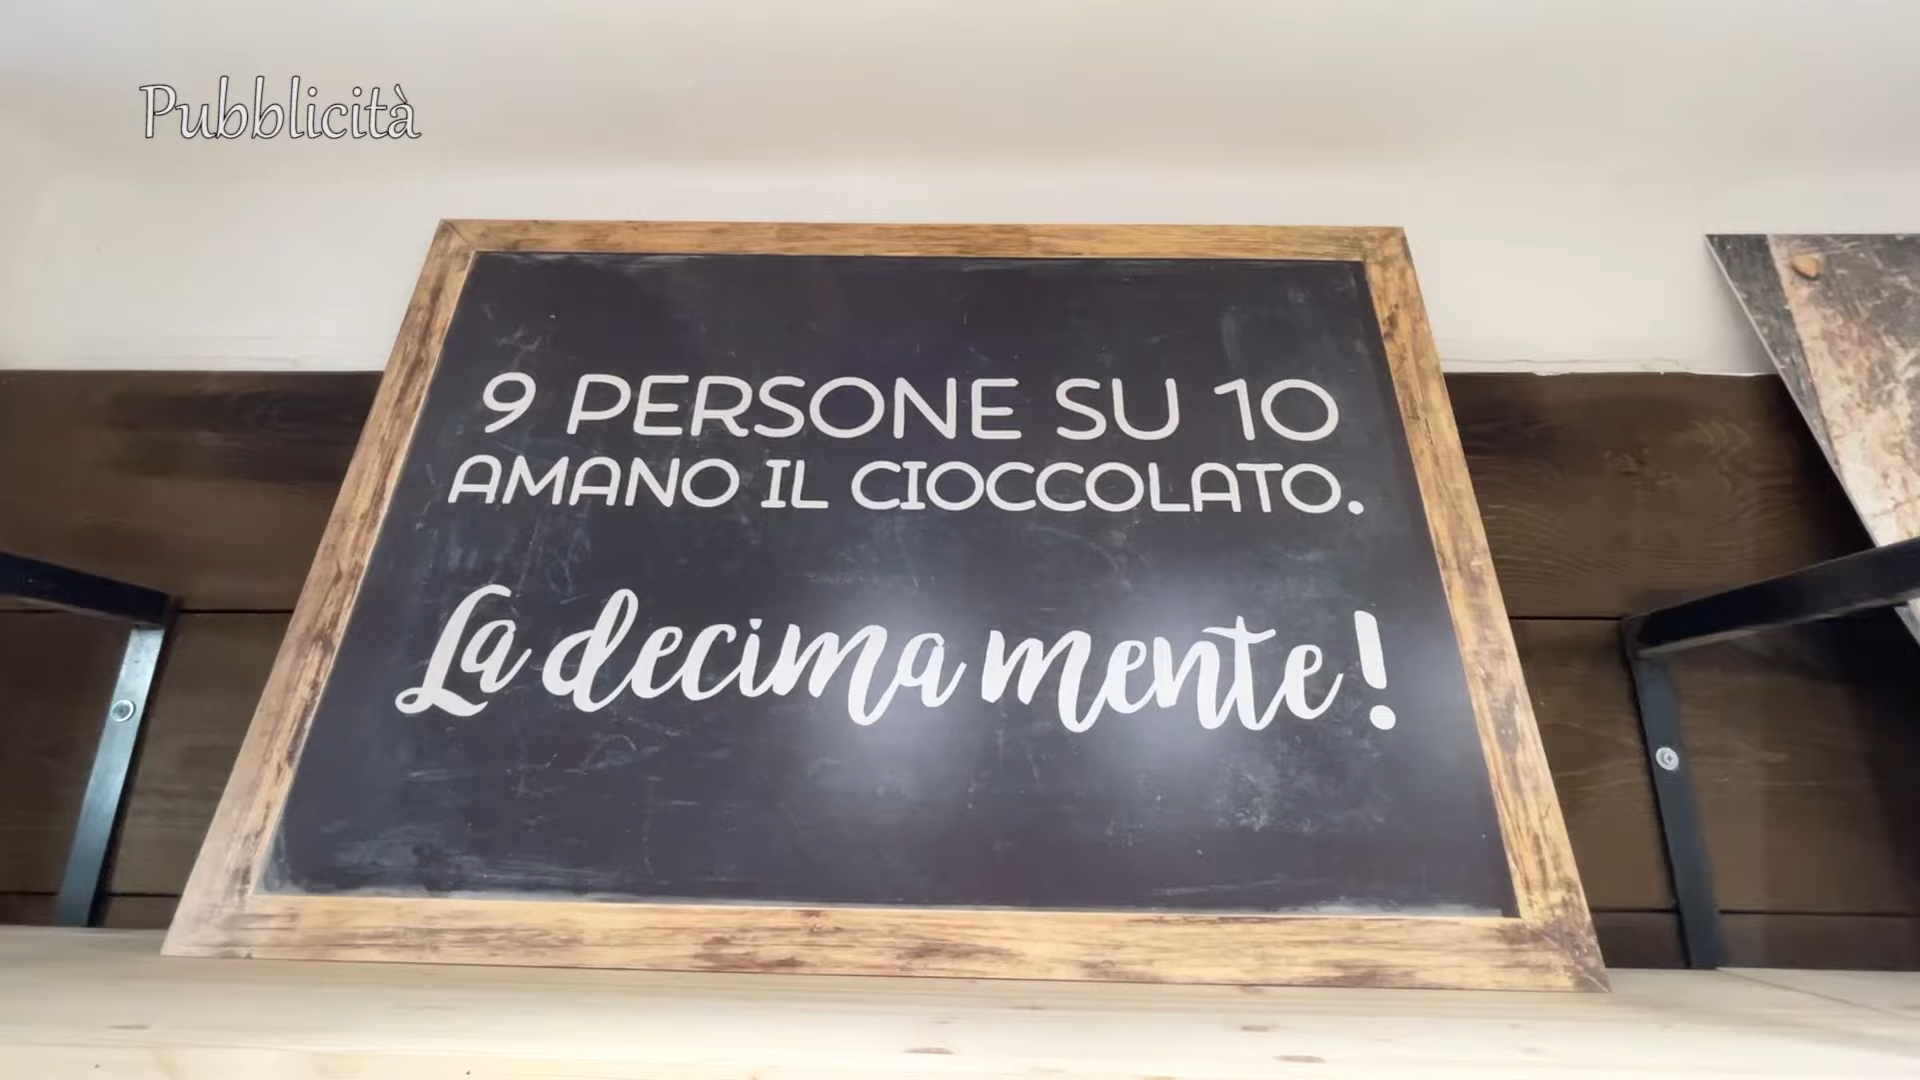 Pubblicità
9 PERSONE SU 10
AMANO IL CIOCCOLATO.
La decima mente!